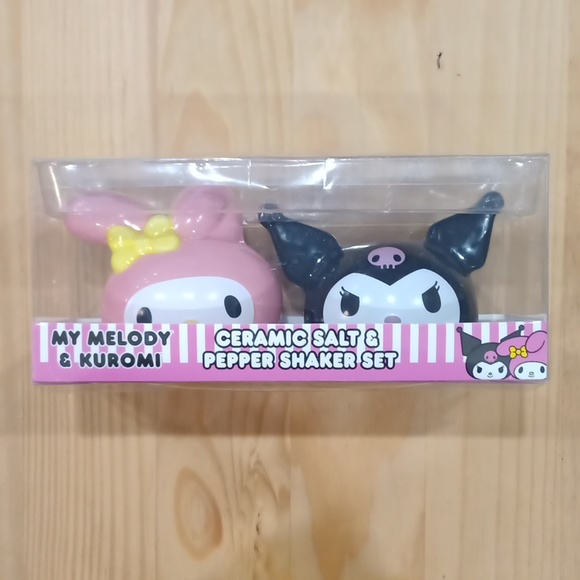 MY MELODY
& KUROMI
CERAMIC SALT &
PEPPER SHAKER SET